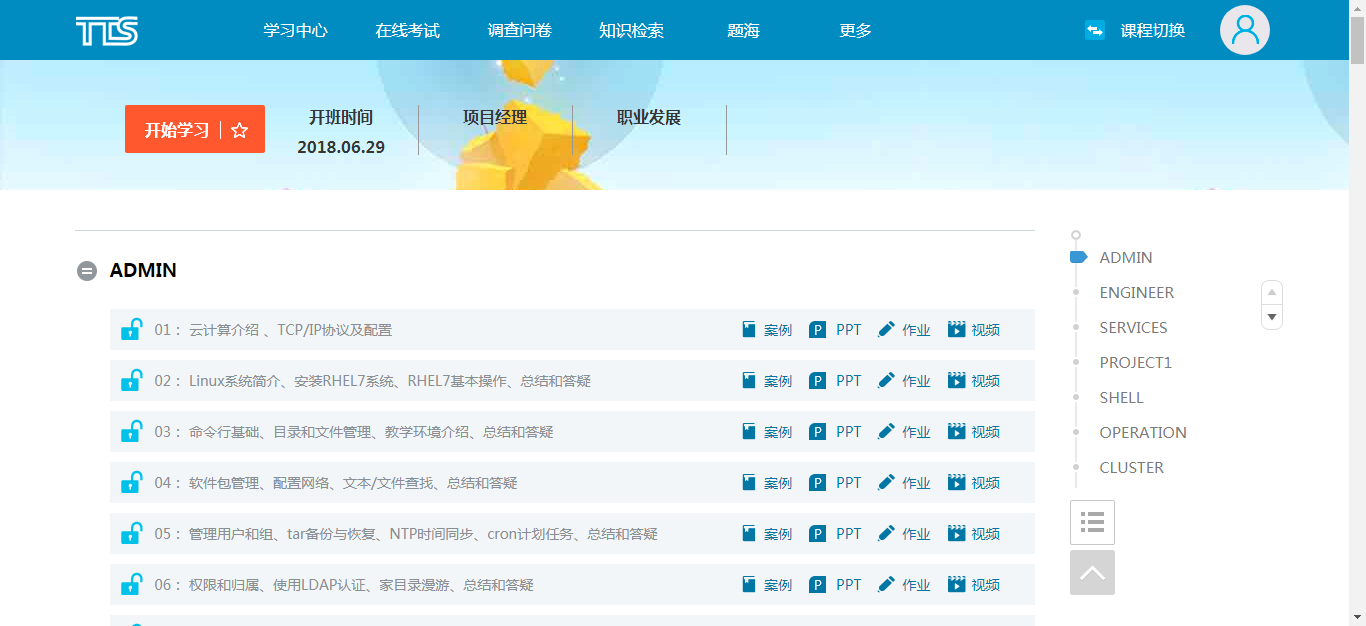 TTS 学习中心 在线考试 调查问卷 知识检索 题海 更多 课程切换
开始学习 开班时间 项目经理 职业发展
2018.06.29
ADMIN
01： 云计算介绍 、TCP/IP协议及配置 案例 P PPT 作业 视频
02： Linux系统简介、安装RHEL7系统、RHEL7基本操作、总结和答疑 案例 P PPT 作业 视频
03： 命令行基础、目录和文件管理、教学环境介绍、总结和答疑 案例 P PPT 作业 视频
04： 软件包管理、配置网络、文本/文件查找、总结和答疑 案例 P PPT 作业 视频
05： 管理用户和组、tar备份与恢复、NTP时间同步、cron计划任务、总结和答疑 案例 P PPT 作业 视频
06： 权限和归属、使用LDAP认证、家目录漫游、总结和答疑 案例 P PPT 作业 视频
ADMIN
ENGINEER
SERVICES
PROJECT1
SHELL
OPERATION
CLUSTER